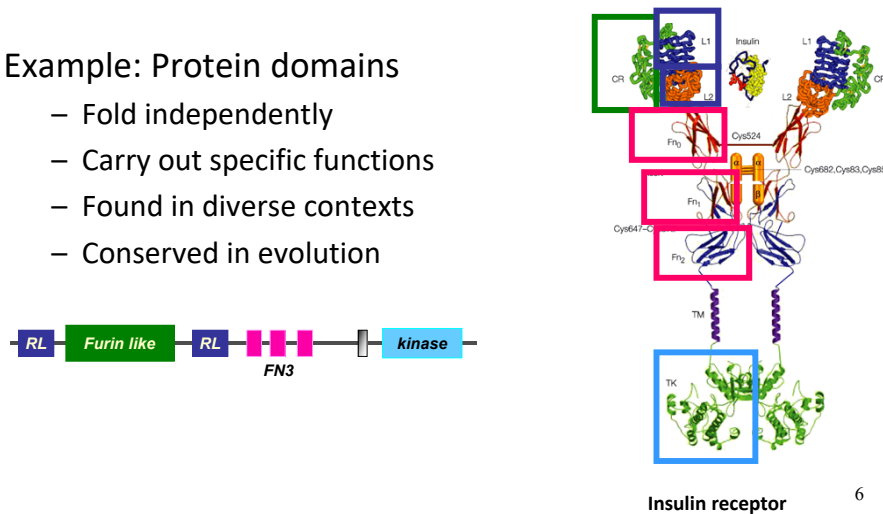 Example: Protein domains
– Fold independently
– Carry out specific functions
– Found in diverse contexts
– Conserved in evolution
RL Furin like RL kinase
FN3
L1 Insulin L1
CR CR
L2 L2
Cys524
Fn0
α α
Cys682,Cys83,Cys85
β
Fn1
Cys647–C
Fn2
TM
TK
Insulin receptor
6